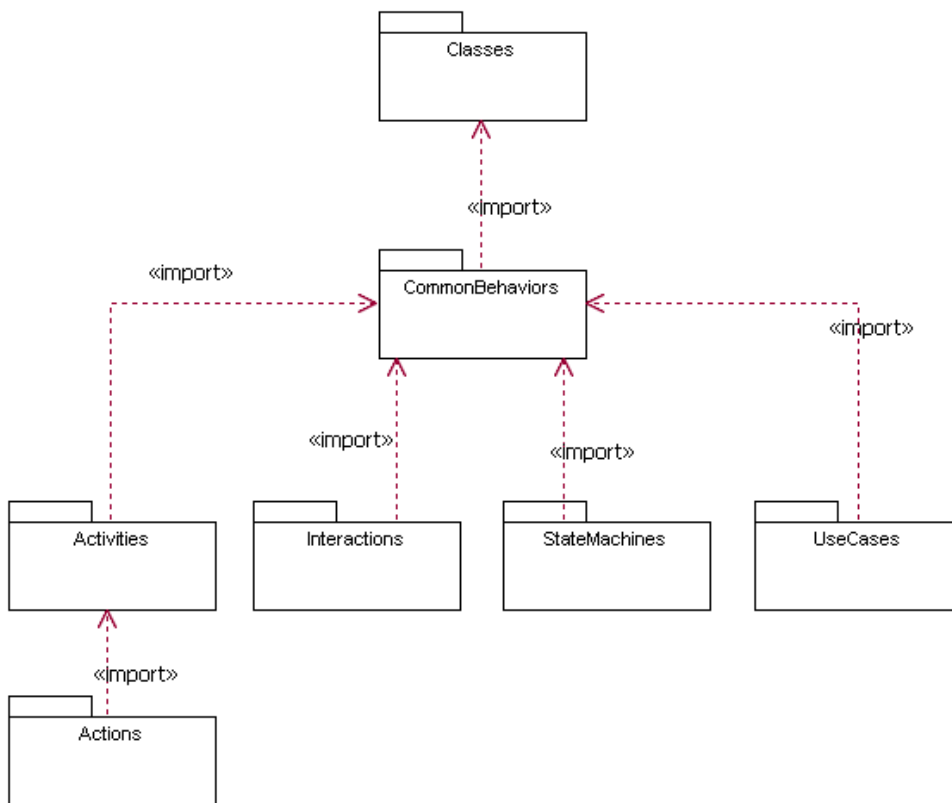 Classes
«import»
«import»
CommonBehaviors
«import»
«import»
«import»
Activities
Interactions
StateMachines
UseCases
«import»
Actions